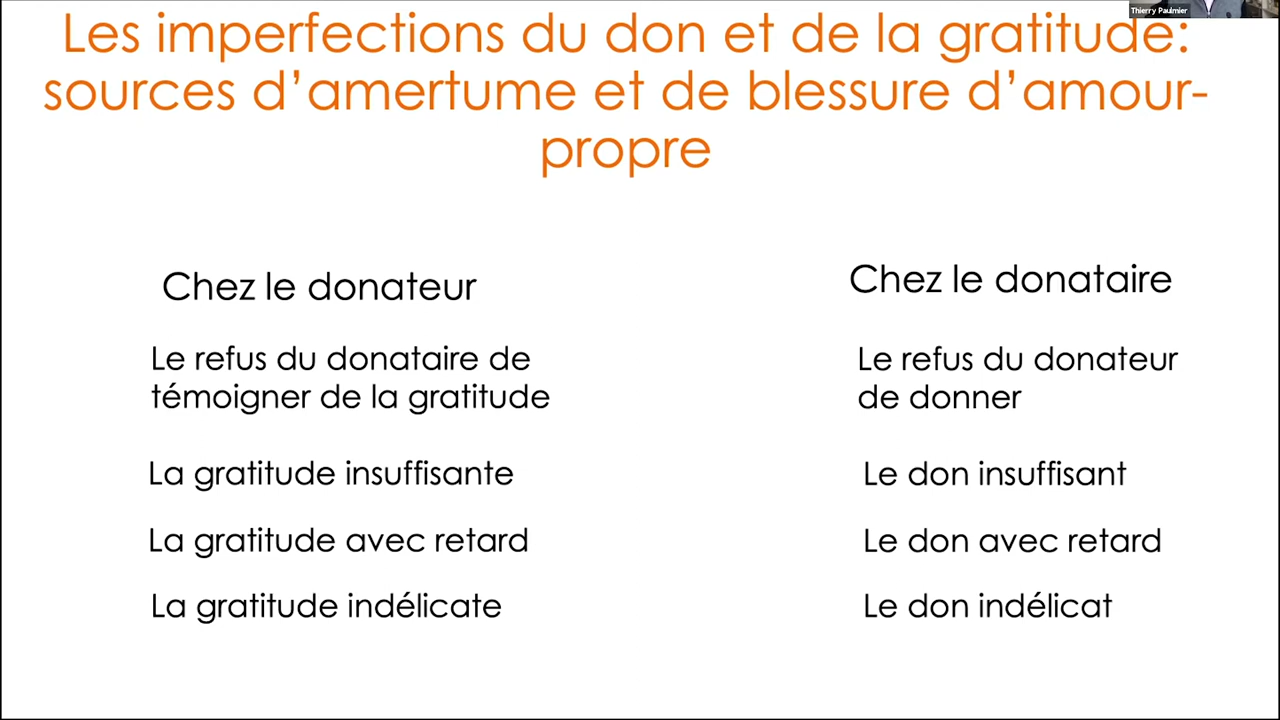 Thierry Paulmier
Les imperfections du don et de la gratitude:
sources d’amertume et de blessure d’amour-
propre
Chez le donateur
Le refus du donataire de
témoigner de la gratitude
La gratitude insuffisante
La gratitude avec retard
La gratitude indélicate
Chez le donataire
Le refus du donateur
de donner
Le don insuffisant
Le don avec retard
Le don indélicat